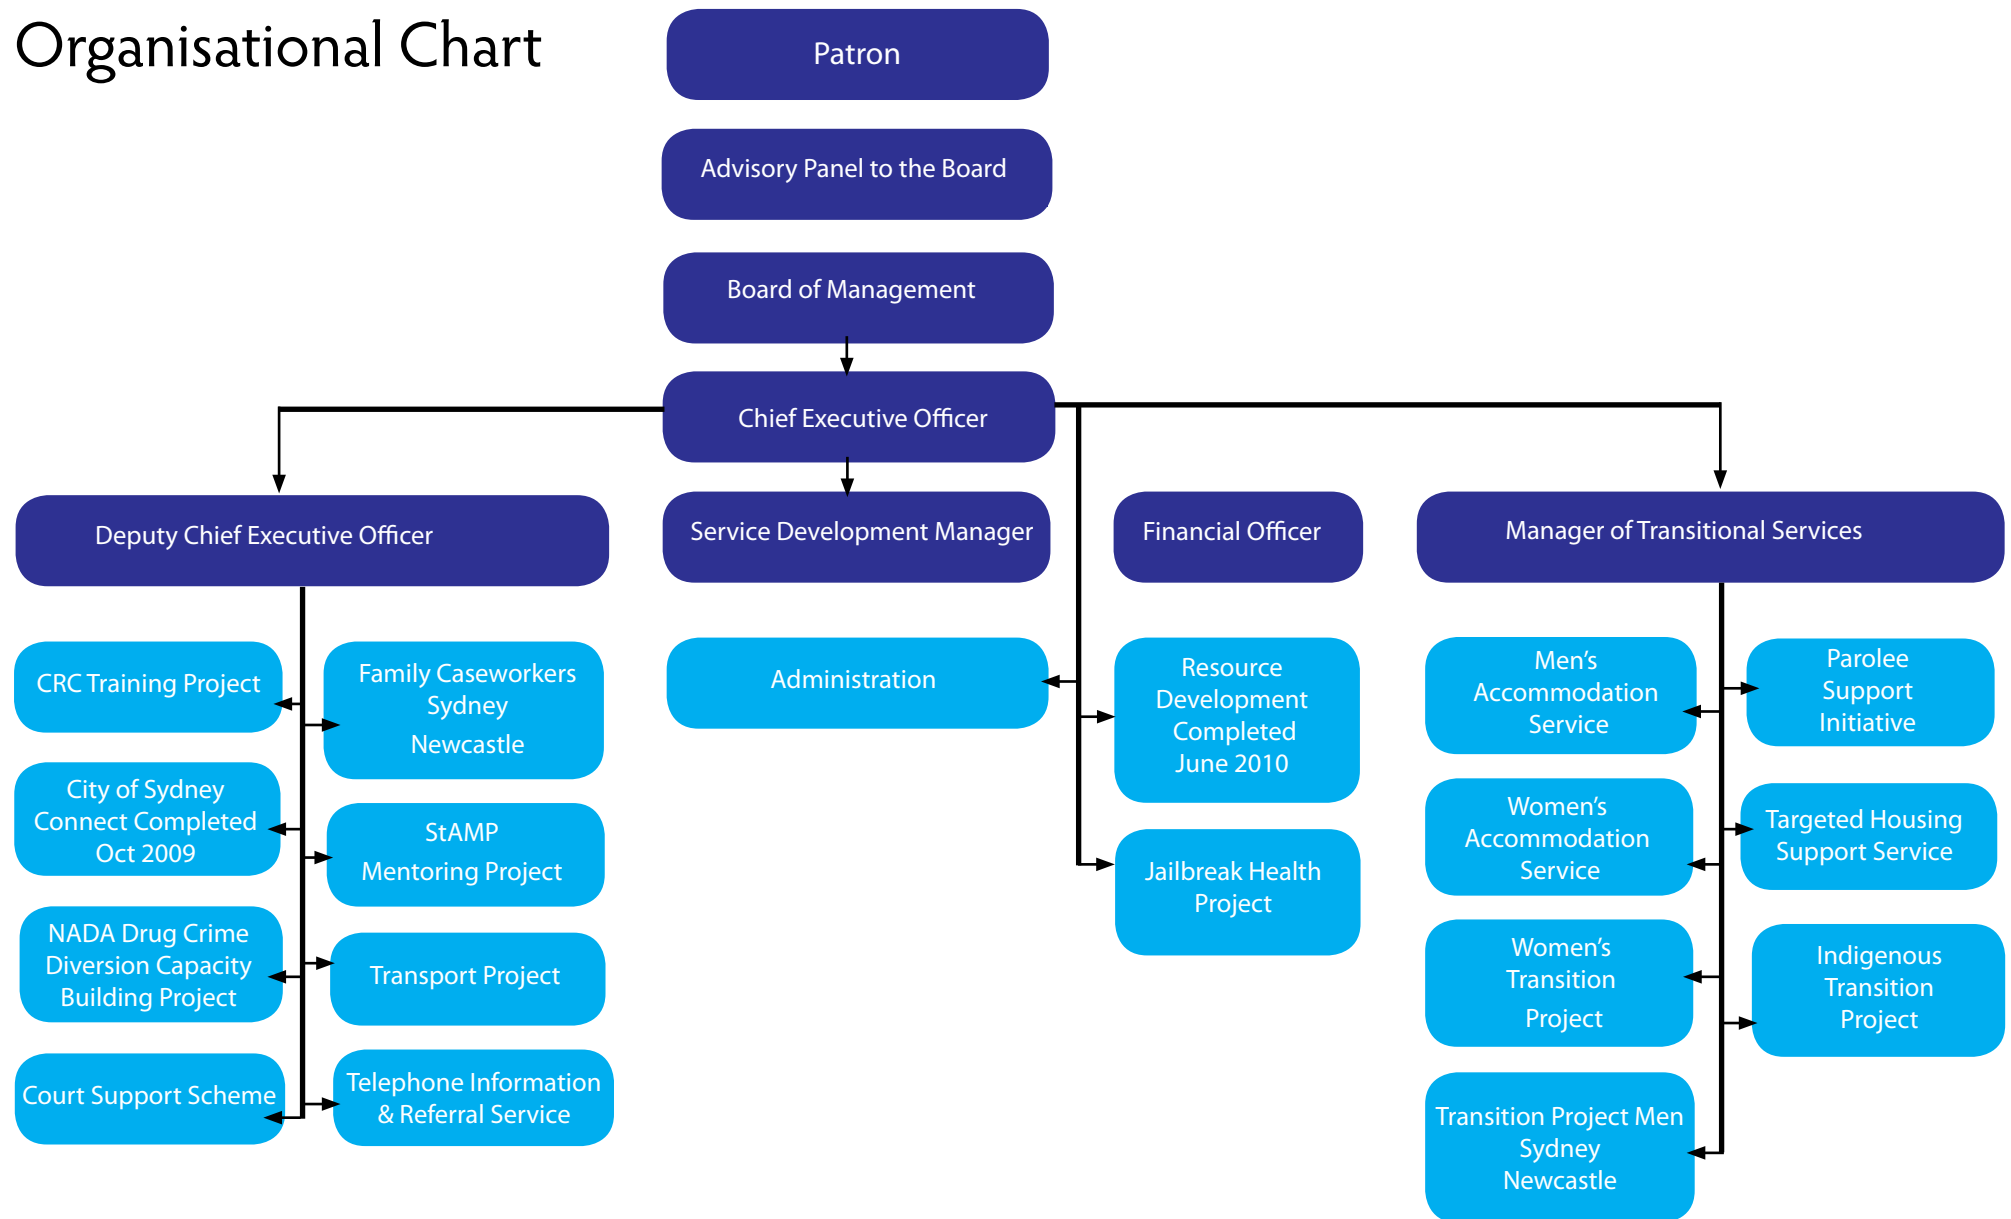 Organisational Chart
Patron
Advisory Panel to the Board
Board of Management
Chief Executive Officer
Deputy Chief Executive Officer
Service Development Manager
Financial Officer
Manager of Transitional Services
CRC Training Project
Family Caseworkers
Sydney
Newcastle
City of Sydney
Connect Completed
Oct 2009
StAMP
Mentoring Project
NADA Drug Crime
Diversion Capacity
Building Project
Transport Project
Court Support Scheme
Telephone Information
& Referral Service
Administration
Resource
Development
Completed
June 2010
Jailbreak Health
Project
Men’s
Accommodation
Service
Parolee
Support
Initiative
Women’s
Accommodation
Service
Targeted Housing
Support Service
Women’s
Transition
Project
Indigenous
Transition
Project
Transition Project Men
Sydney
Newcastle